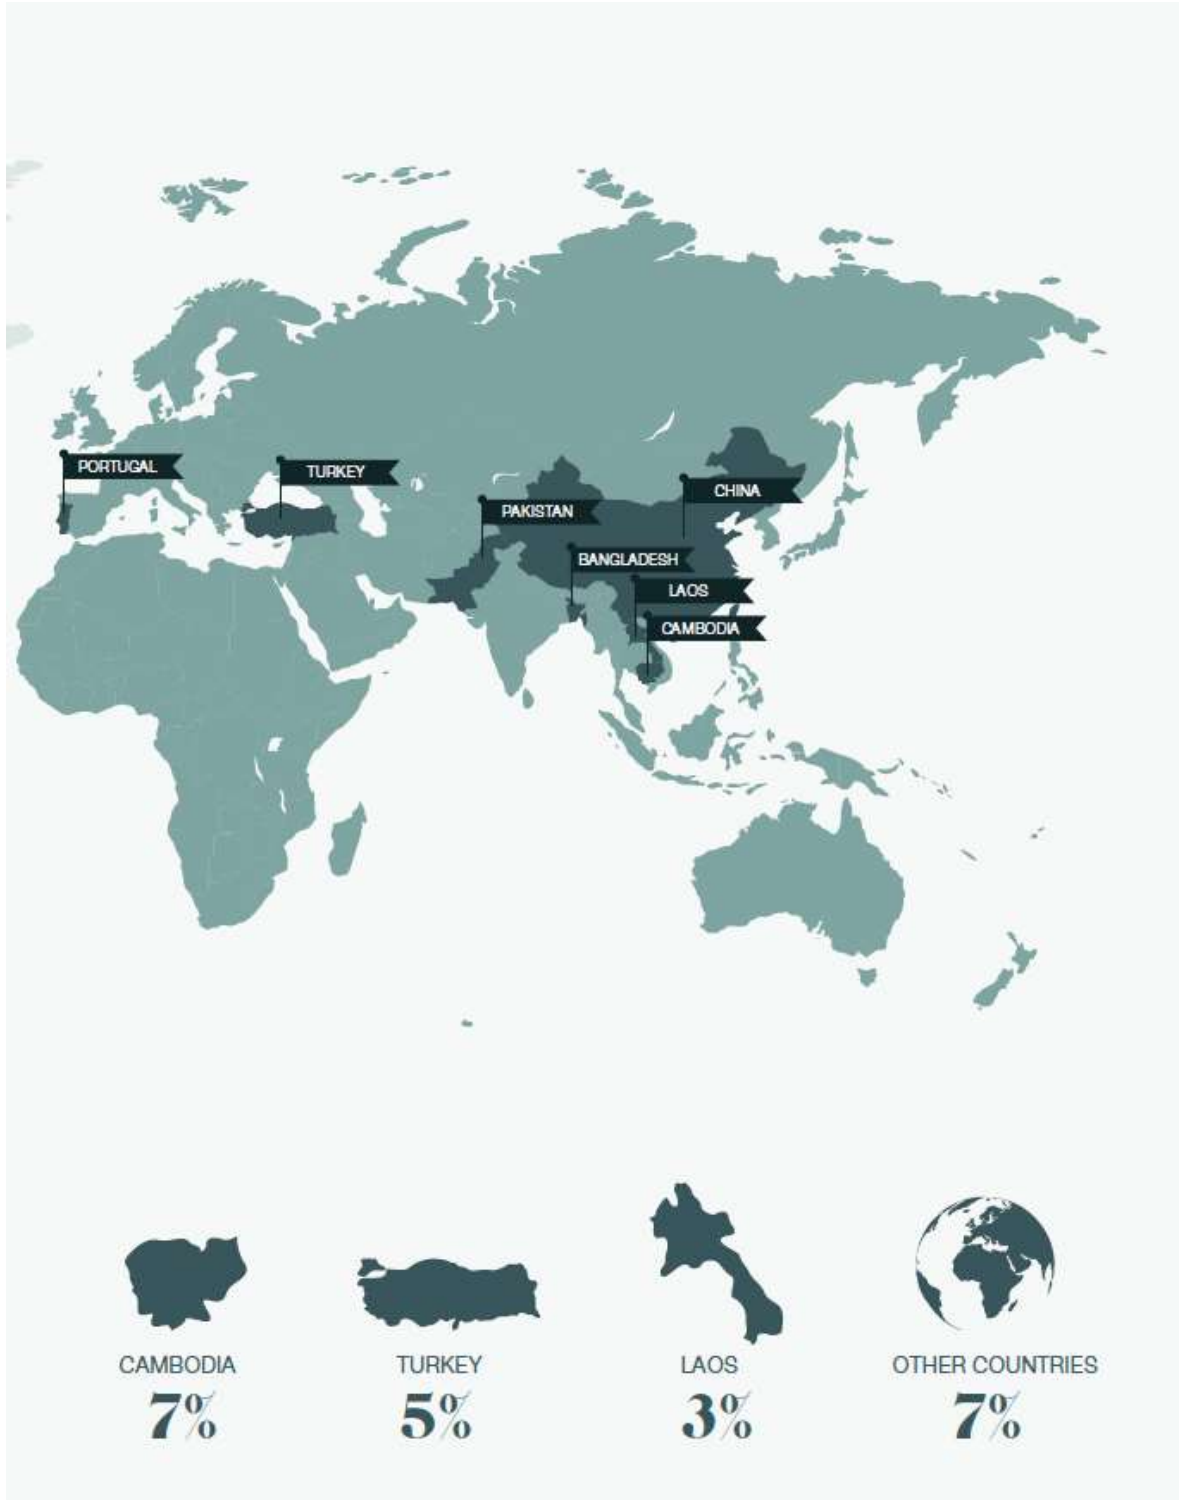 PORTUGAL
TURKEY
CHINA
PAKISTAN
BANGLADESH
LAOS
CAMBODIA
CAMBODIA TURKEY LAOS OTHER COUNTRIES
7% 5% 3% 7%